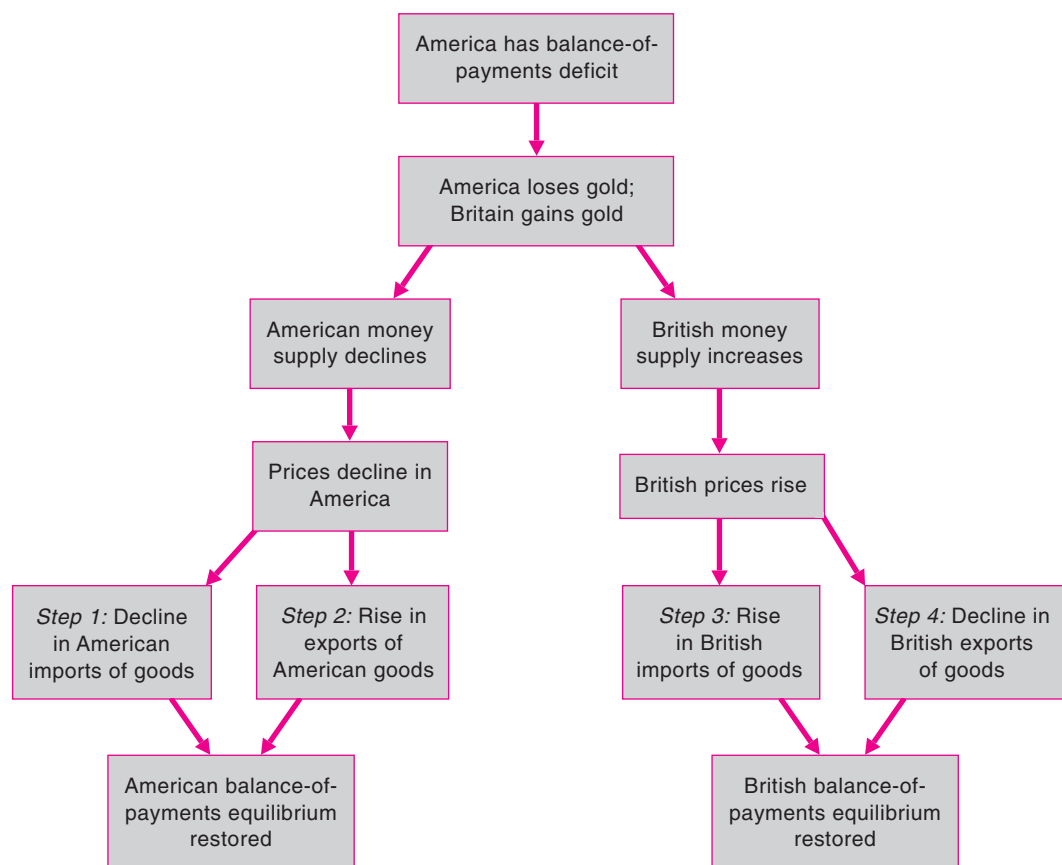 America has balance-of-
payments deficit
America loses gold;
Britain gains gold
American money
supply declines
British money
supply increases
Prices decline in
America
British prices rise
Step 1: Decline
in American
imports of goods
Step 2: Rise in
exports of
American goods
Step 3: Rise
in British
imports of goods
Step 4: Decline in
British exports
of goods
American balance-of-
payments equilibrium
restored
British balance-of-
payments equilibrium
restored